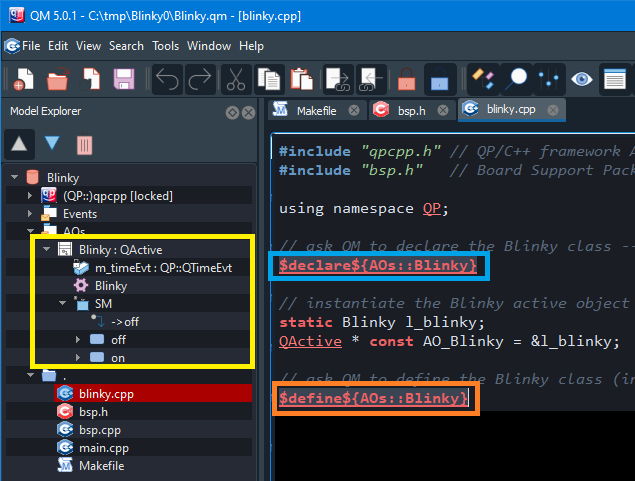 QM 5.0.1 - C:\tmp\Blinky0\Blinky.qm - [blinky.cpp]
File Edit View Search Tools Window Help
Model Explorer
Makefile
bsp.h
blinky.cpp
Blinky
(QP::)qpcpp [locked]
Events
AOs
Blinky : QActive
m_timeEvt : QP::QTimeEvt
Blinky
SM
->off
off
on
.
blinky.cpp
bsp.h
bsp.cpp
main.cpp
Makefile
#include "qpcpp.h" // QP/C++ framework A
#include "bsp.h" // Board Support Pac
using namespace QP;
// ask QM to declare the Blinky class --
$declare${AOs::Blinky}
// instantiate the Blinky active object
static Blinky l_blinky;
QActive * const AO_Blinky = &l_blinky;
// ask QM to define the Blinky class (in
$define${AOs::Blinky}